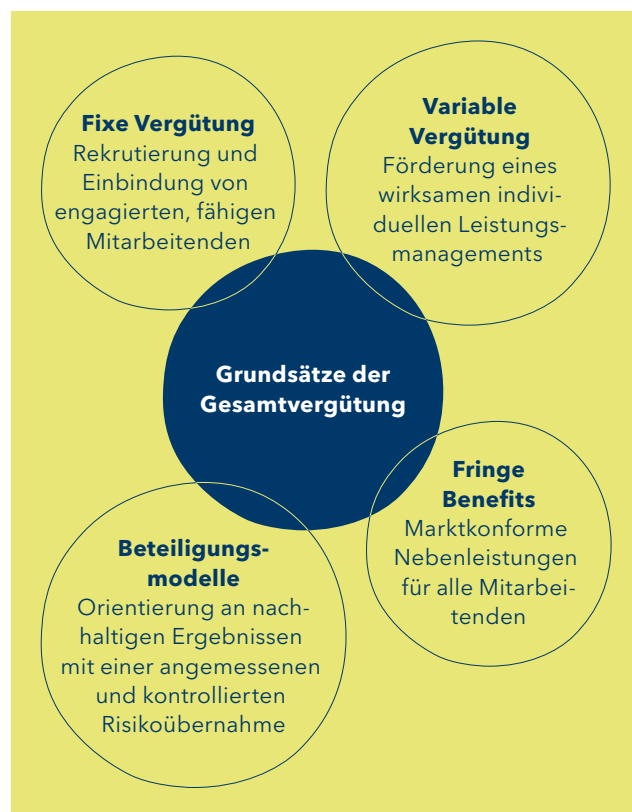 Fixe Vergütung
Rekrutierung und
Einbindung von
engagierten, fähigen
Mitarbeitenden
Variable
Vergütung
Förderung eines
wirksamen indivi-
duellen Leistungs-
managements
Grundsätze der
Gesamtvergütung
Fringe
Benefits
Marktkonforme
Nebenleistungen
für alle Mitarbei-
tenden
Beteiligungs-
modelle
Orientierung an nach-
haltigen Ergebnissen
mit einer angemessenen
und kontrollierten
Risikoübernahme